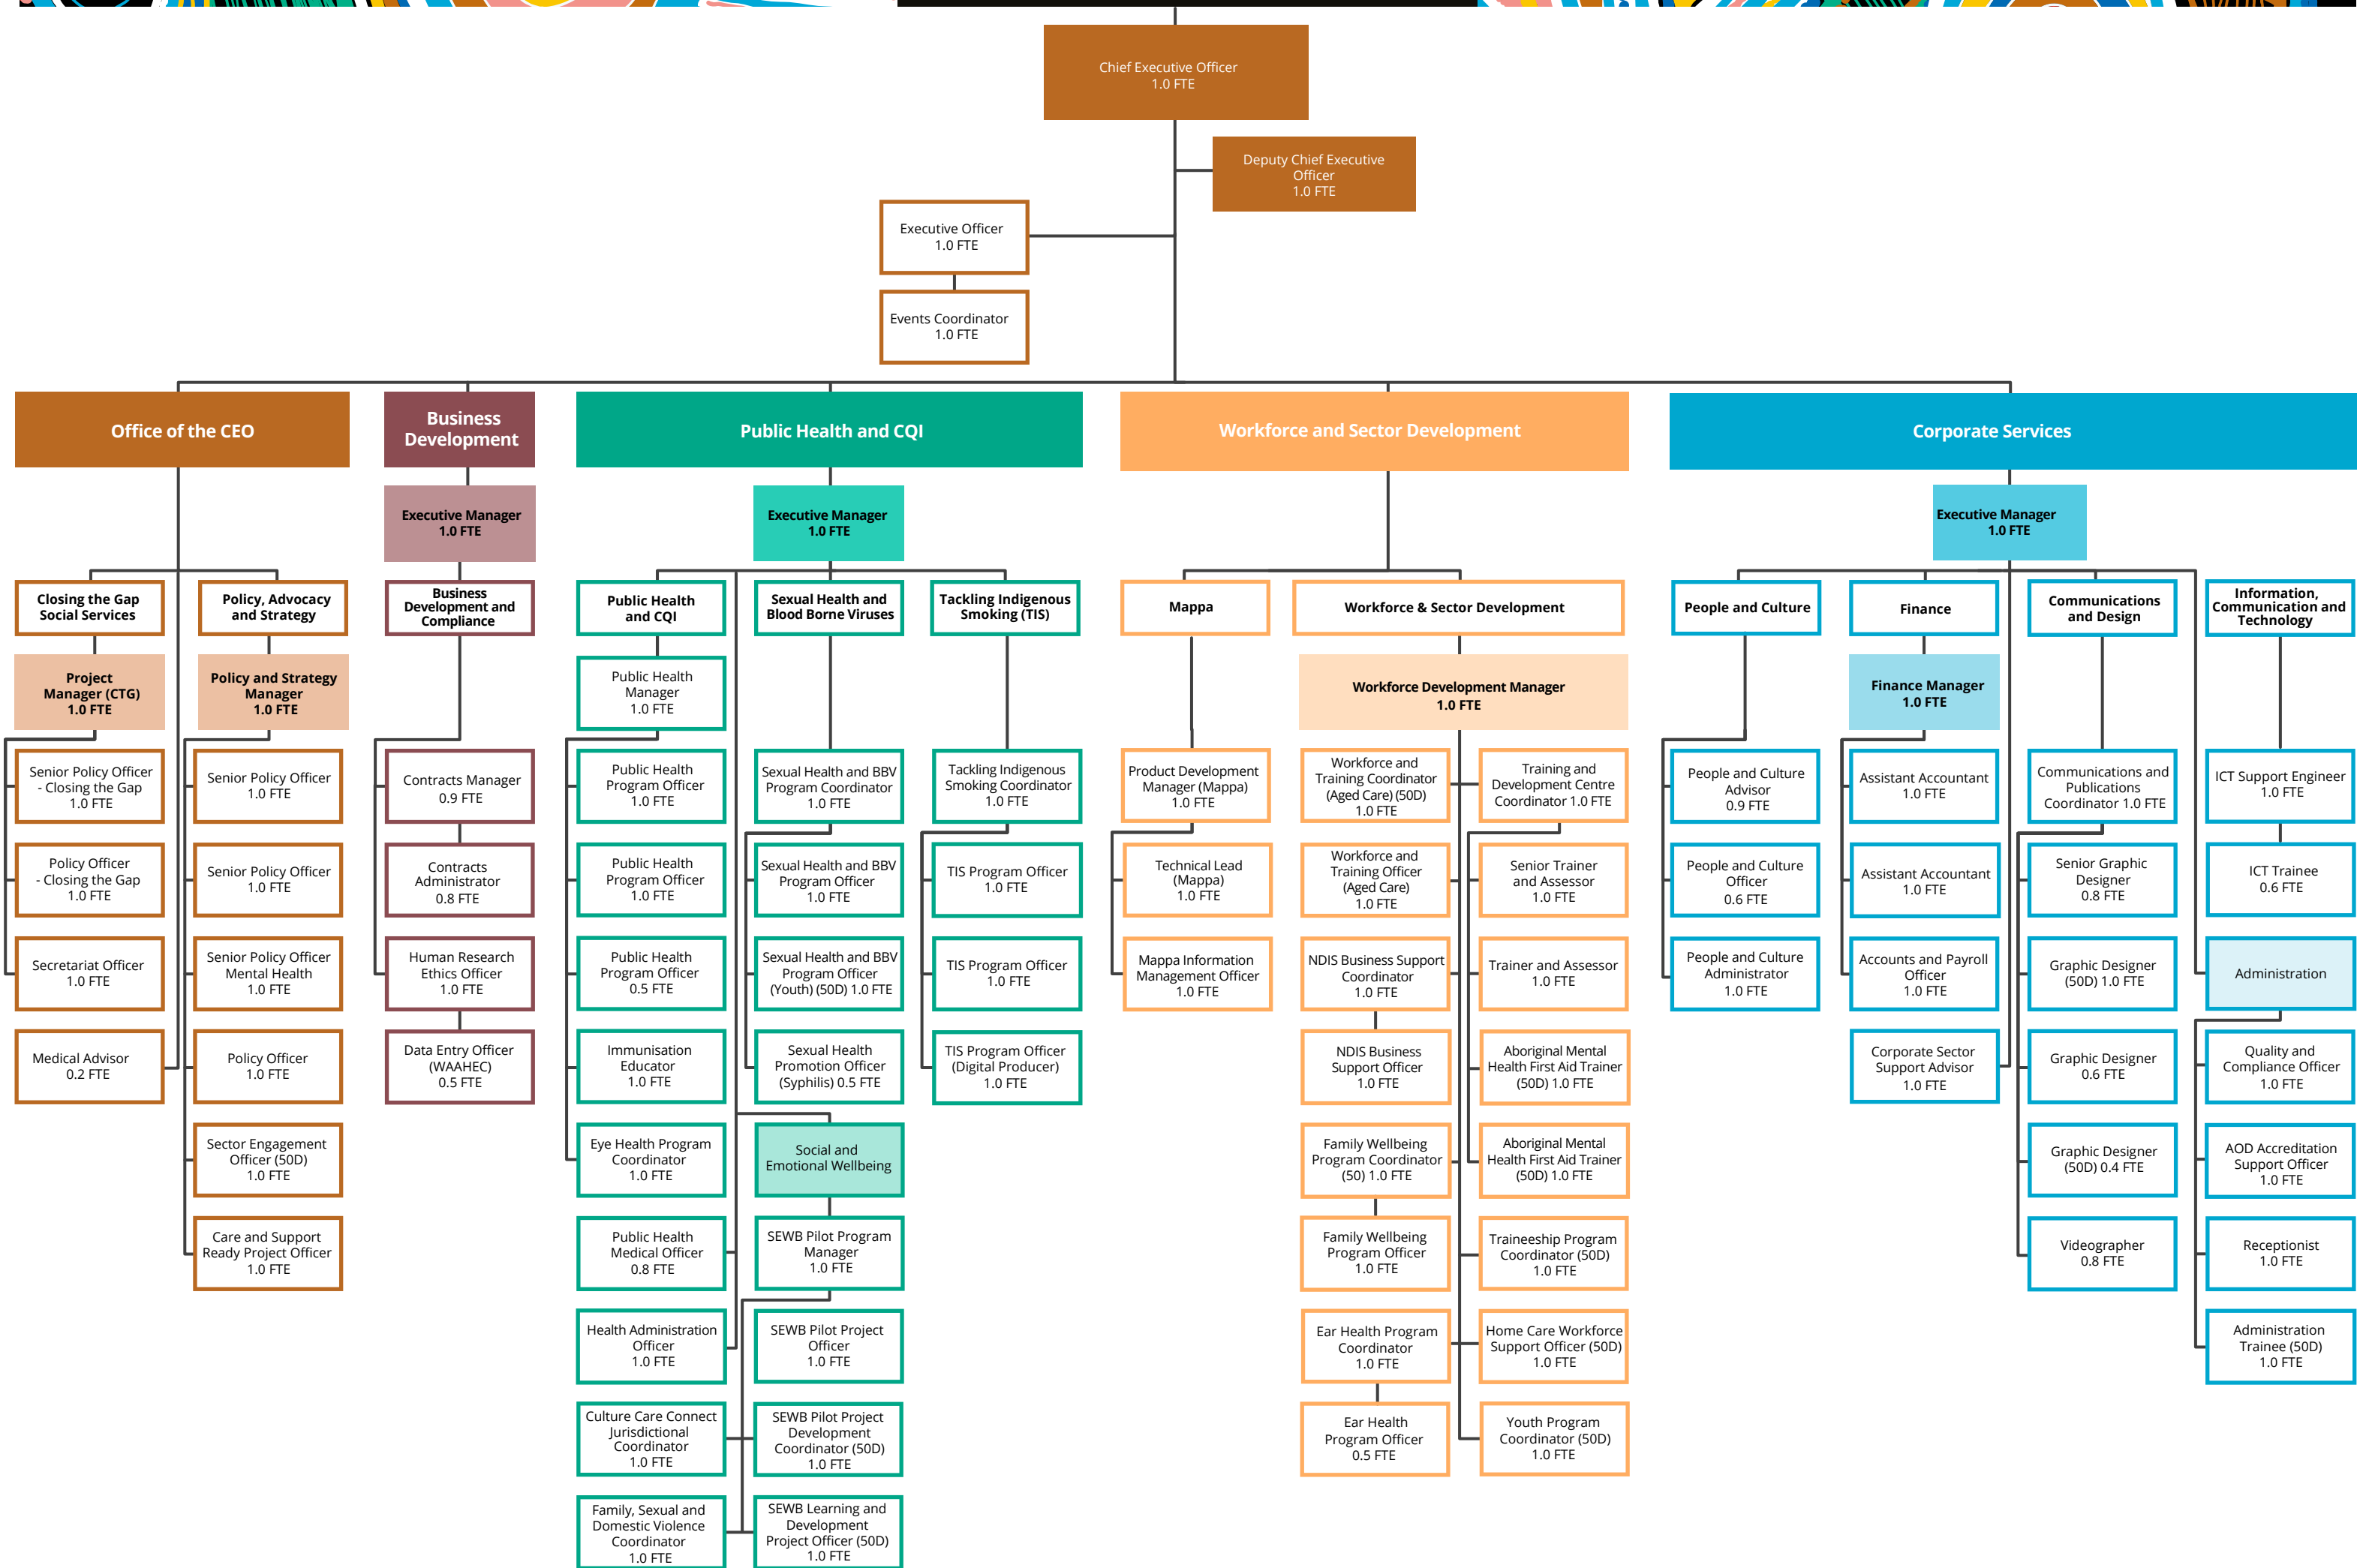 Chief Executive Officer
1.0 FTE
Deputy Chief Executive
Officer
1.0 FTE
Executive Officer
1.0 FTE
Events Coordinator
1.0 FTE
Office of the CEO
Closing the Gap
Social Services
Project
Manager (CTG)
1.0 FTE
Senior Policy Officer
- Closing the Gap
1.0 FTE
Policy Officer
- Closing the Gap
1.0 FTE
Secretariat Officer
1.0 FTE
Medical Advisor
0.2 FTE
Policy, Advocacy
and Strategy
Policy and Strategy
Manager
1.0 FTE
Senior Policy Officer
1.0 FTE
Senior Policy Officer
1.0 FTE
Senior Policy Officer
Mental Health
1.0 FTE
Policy Officer
1.0 FTE
Sector Engagement
Officer (50D)
1.0 FTE
Care and Support
Ready Project Officer
1.0 FTE
Business
Development
Executive Manager
1.0 FTE
Business
Development and
Compliance
Contracts Manager
0.9 FTE
Contracts
Administrator
0.8 FTE
Human Research
Ethics Officer
1.0 FTE
Data Entry Officer
(WAAHEC)
0.5 FTE
Public Health and CQI
Executive Manager
1.0 FTE
Public Health
and CQI
Public Health
Manager
1.0 FTE
Public Health
Program Officer
1.0 FTE
Public Health
Program Officer
1.0 FTE
Public Health
Program Officer
0.5 FTE
Immunisation
Educator
1.0 FTE
Eye Health Program
Coordinator
1.0 FTE
Public Health
Medical Officer
0.8 FTE
Health Administration
Officer
1.0 FTE
Culture Care Connect
Jurisdictional
Coordinator
1.0 FTE
Family, Sexual and
Domestic Violence
Coordinator
1.0 FTE
Sexual Health and
Blood Borne Viruses
Sexual Health and BBV
Program Coordinator
1.0 FTE
Sexual Health and BBV
Program Officer
1.0 FTE
Sexual Health and BBV
Program Officer
(Youth) (50D) 1.0 FTE
Sexual Health
Promotion Officer
(Syphilis) 0.5 FTE
Social and
Emotional Wellbeing
SEWB Pilot Program
Manager
1.0 FTE
SEWB Pilot Project
Officer
1.0 FTE
SEWB Pilot Project
Development
Coordinator (50D)
1.0 FTE
SEWB Learning and
Development
Project Officer (50D)
1.0 FTE
Tackling Indigenous
Smoking (TIS)
Tackling Indigenous
Smoking Coordinator
1.0 FTE
TIS Program Officer
1.0 FTE
TIS Program Officer
1.0 FTE
TIS Program Officer
(Digital Producer)
1.0 FTE
Workforce and Sector Development
Mappa
Product Development
Manager (Mappa)
1.0 FTE
Technical Lead
(Mappa)
1.0 FTE
Mappa Information
Management Officer
1.0 FTE
Workforce & Sector Development
Workforce Development Manager
1.0 FTE
Workforce and
Training Coordinator
(Aged Care) (50D)
1.0 FTE
Workforce and
Training Officer
(Aged Care)
1.0 FTE
NDIS Business Support
Coordinator
1.0 FTE
NDIS Business
Support Officer
1.0 FTE
Family Wellbeing
Program Coordinator
(50) 1.0 FTE
Family Wellbeing
Program Officer
1.0 FTE
Ear Health Program
Coordinator
1.0 FTE
Ear Health
Program Officer
0.5 FTE
Training and
Development Centre
Coordinator 1.0 FTE
Senior Trainer
and Assessor
1.0 FTE
Trainer and Assessor
1.0 FTE
Aboriginal Mental
Health First Aid Trainer
(50D) 1.0 FTE
Aboriginal Mental
Health First Aid Trainer
(50D) 1.0 FTE
Traineeship Program
Coordinator (50D)
1.0 FTE
Home Care Workforce
Support Officer (50D)
1.0 FTE
Youth Program
Coordinator (50D)
1.0 FTE
Corporate Services
Executive Manager
1.0 FTE
People and Culture
People and Culture
Advisor
0.9 FTE
People and Culture
Officer
0.6 FTE
People and Culture
Administrator
1.0 FTE
Finance
Finance Manager
1.0 FTE
Assistant Accountant
1.0 FTE
Assistant Accountant
1.0 FTE
Accounts and Payroll
Officer
1.0 FTE
Corporate Sector
Support Advisor
1.0 FTE
Communications
and Design
Communications and
Publications
Coordinator 1.0 FTE
Senior Graphic
Designer
0.8 FTE
Graphic Designer
(50D) 1.0 FTE
Graphic Designer
0.6 FTE
Graphic Designer
(50D) 0.4 FTE
Videographer
0.8 FTE
Information,
Communication and
Technology
ICT Support Engineer
1.0 FTE
ICT Trainee
0.6 FTE
Administration
Quality and
Compliance Officer
1.0 FTE
AOD Accreditation
Support Officer
1.0 FTE
Receptionist
1.0 FTE
Administration
Trainee (50D)
1.0 FTE